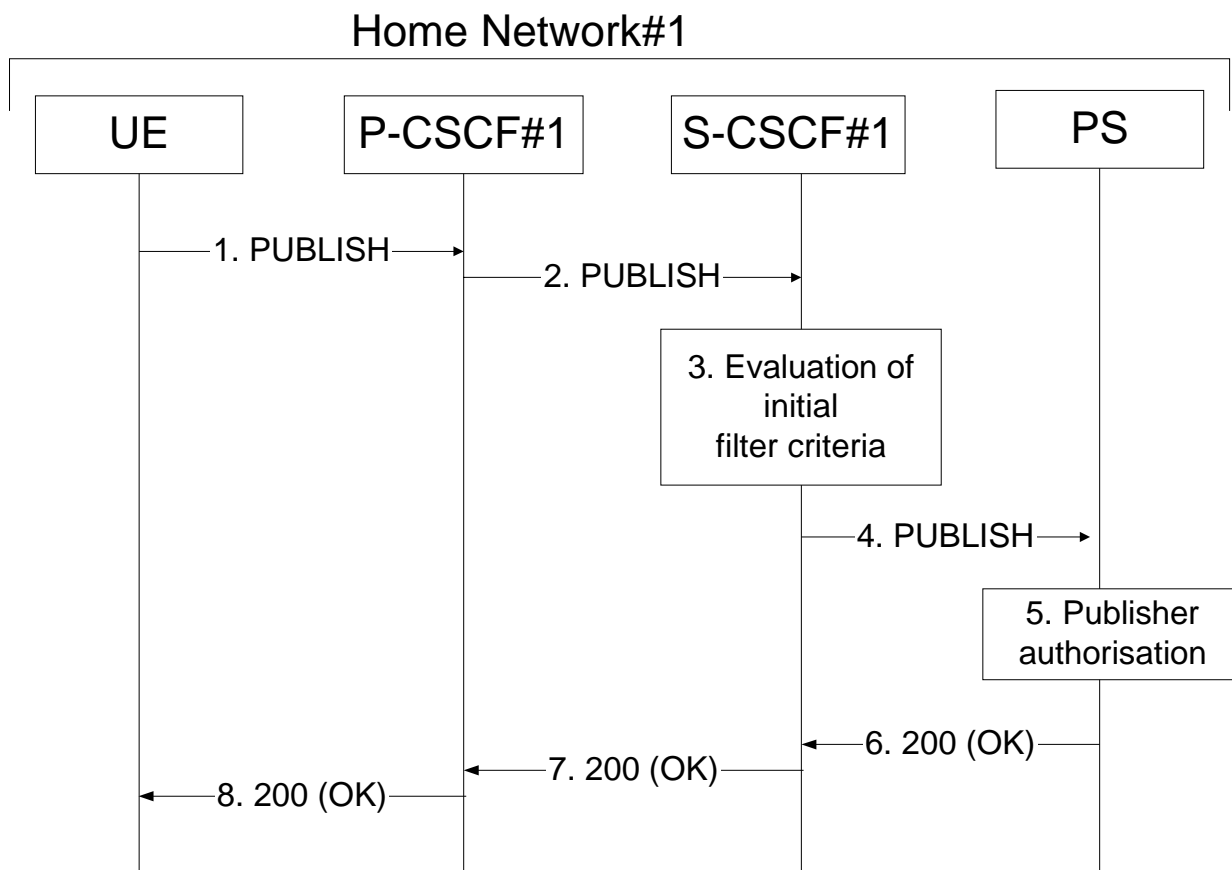 Home Network#1
UE
P-CSCF#1
S-CSCF#1
PS
1. PUBLISH
2. PUBLISH
3. Evaluation of
initial
filter criteria
4. PUBLISH
5. Publisher
authorisation
6. 200 (OK)
7. 200 (OK)
8. 200 (OK)